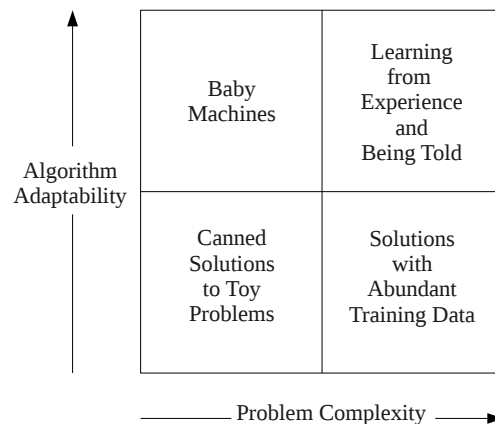 Baby
Machines
Learning
from
Experience
and
Being Told
Algorithm
Adaptability
Canned
Solutions
to Toy
Problems
Solutions
with
Abundant
Training Data
Problem Complexity